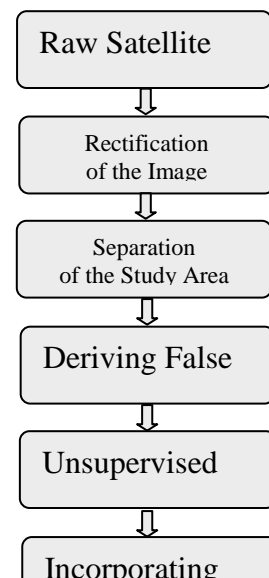 Raw Satellite
Rectification
of the Image
Separation
of the Study Area
Deriving False
Unsupervised
Incorporating